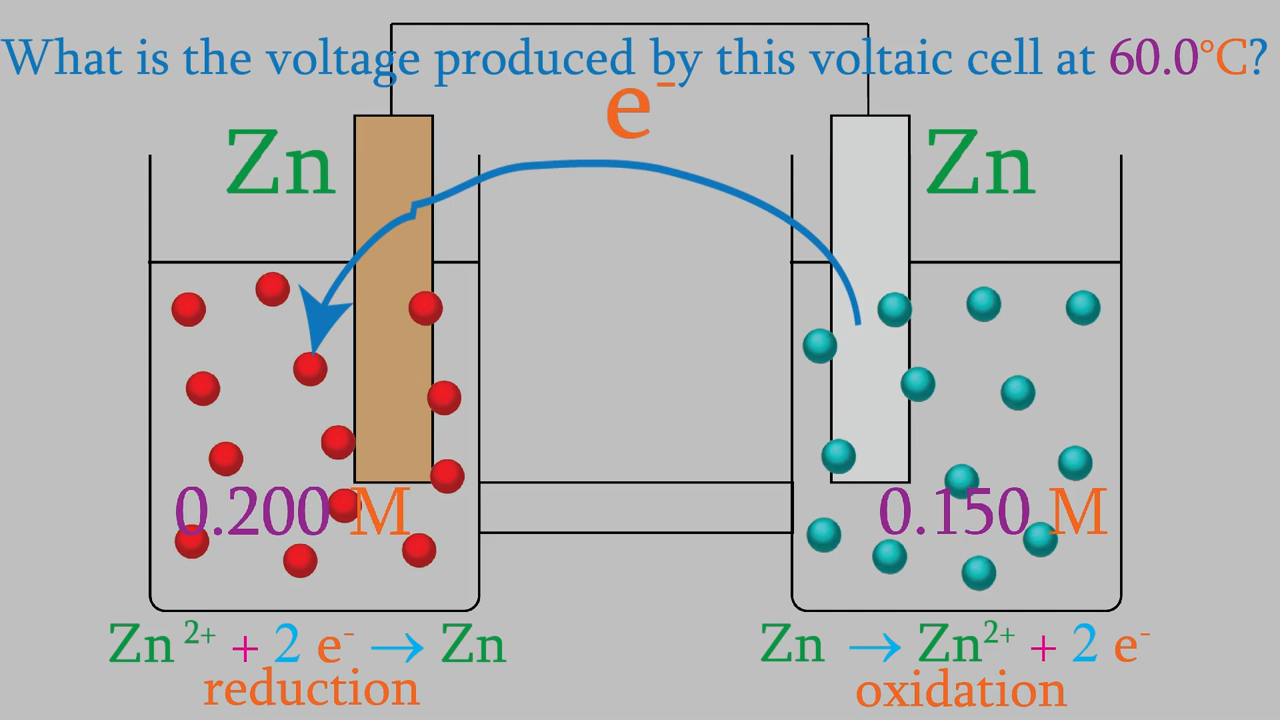 What is the voltage produced by this voltaic cell at 60.0°C?
e⁻
Zn
Zn
0.200 M
0.150 M
Zn²⁺ + 2 e⁻ → Zn
Zn → Zn²⁺ + 2 e⁻
reduction
oxidation